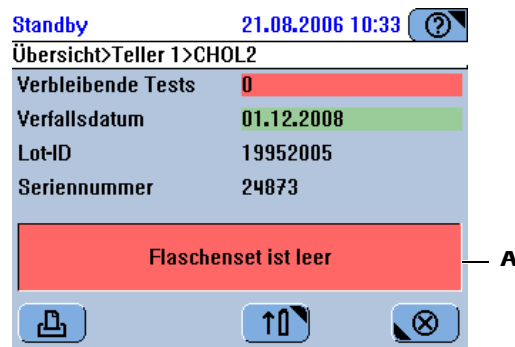 Standby 21.08.2006 10:33 ?
Übersicht>Teller 1>CHOL2
Verbleibende Tests 0
Verfallsdatum 01.12.2008
Lot-ID 19952005
Seriennummer 24873
Flaschenset ist leer
A